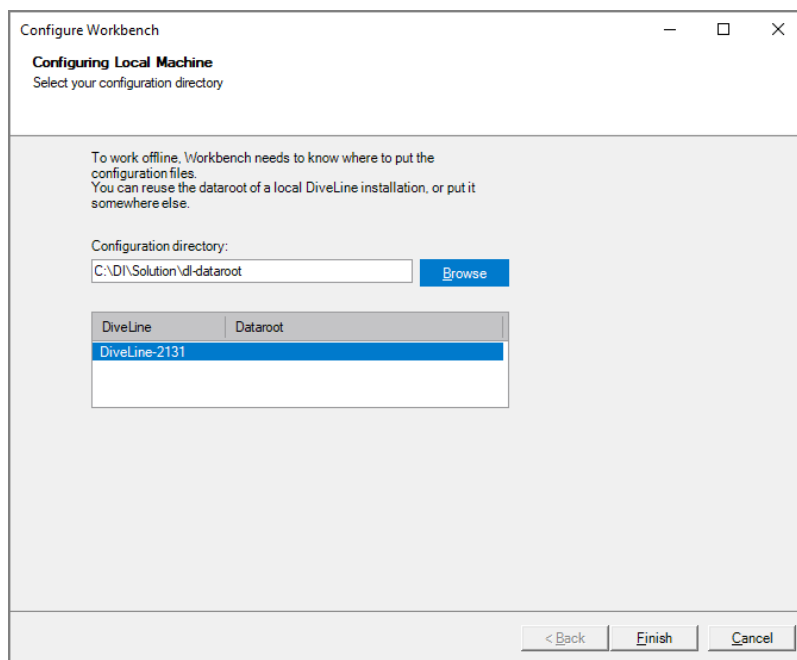 Configure Workbench
Configuring Local Machine
Select your configuration directory
To work offline, Workbench needs to know where to put the
configuration files.
You can reuse the dataroot of a local DiveLine installation, or put it
somewhere else.
Configuration directory:
C:\DI\Solution\dl-dataroot
Browse
DiveLine Dataroot
DiveLine-2131
< Back Finish Cancel